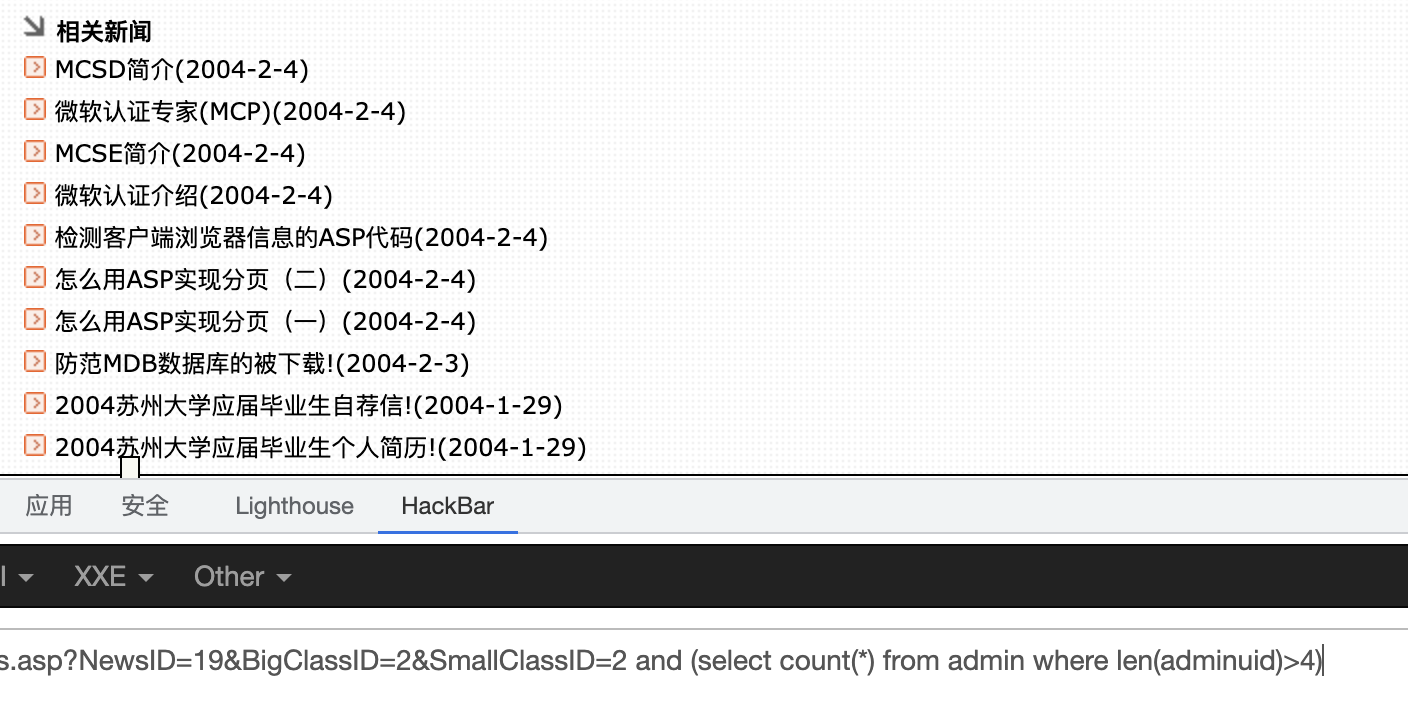 相关新闻
MCSD简介(2004-2-4)
微软认证专家(MCP)(2004-2-4)
MCSE简介(2004-2-4)
微软认证介绍(2004-2-4)
检测客户端浏览器信息的ASP代码(2004-2-4)
怎么用ASP实现分页（二）(2004-2-4)
怎么用ASP实现分页（一）(2004-2-4)
防范MDB数据库的被下载!(2004-2-3)
2004苏州大学应届毕业生自荐信!(2004-1-29)
2004苏州大学应届毕业生个人简历!(2004-1-29)
应用 安全 Lighthouse HackBar
XXE Other
s.asp?NewsID=19&BigClassID=2&SmallClassID=2 and (select count(*) from admin where len(adminuid)>4)